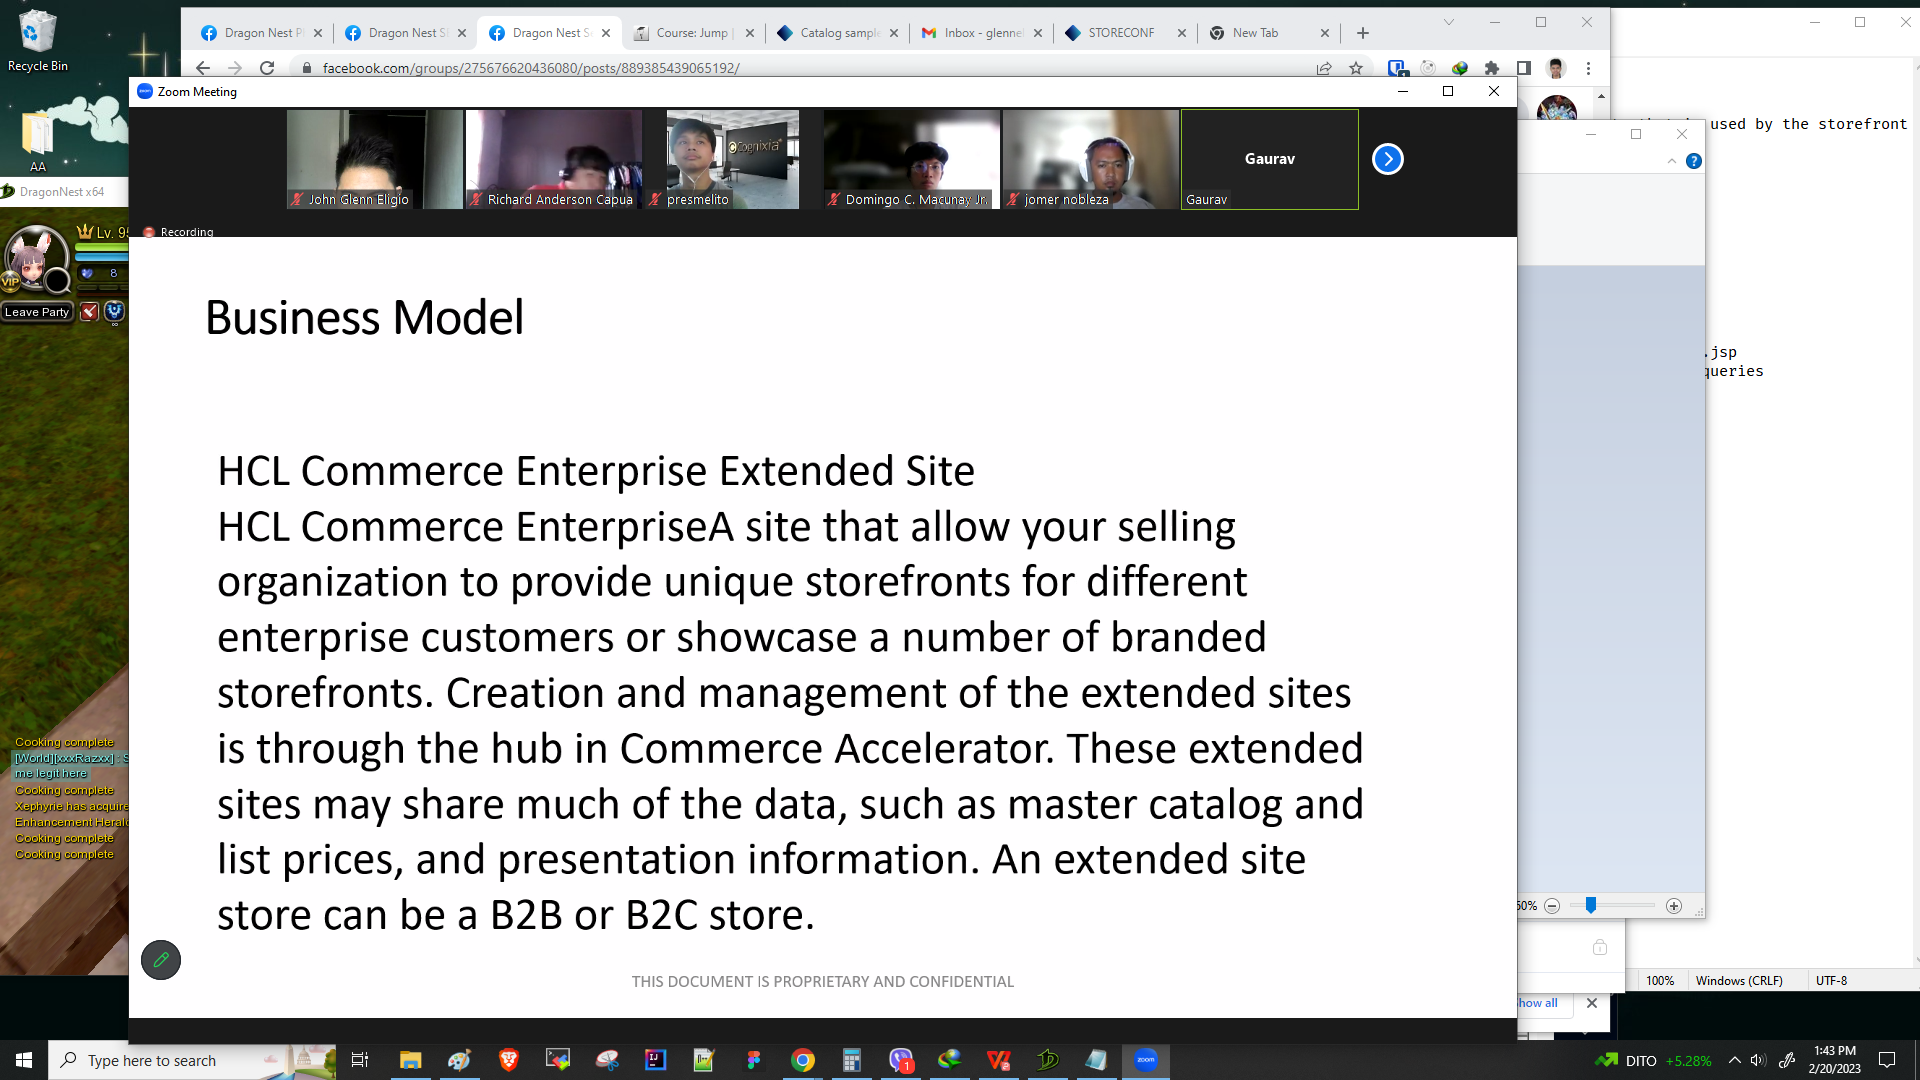 Recycle Bin
AA
DragonNest x64
Lv. 95
8
VIP
Leave Party
Cooking complete
[World][xxxRazxx] : S
me legit here
Cooking complete
Xephyrie has acquire
Enhancement Herald
Cooking complete
Cooking complete
Dragon Nest P
Dragon Nest S
Dragon Nest S
Course: Jump |
Catalog sample
Inbox - glennel
STORECONF
New Tab
facebook.com/groups/275676620436080/posts/889385439065192/
Zoom Meeting
Cognixia
John Glenn Eligio
Richard Anderson Capua
presmelito
Domingo C. Macunay Jr.
jomer nobleza
Gaurav
Gaurav
Recording
Business Model
HCL Commerce Enterprise Extended Site
HCL Commerce EnterpriseA site that allow your selling
organization to provide unique storefronts for different
enterprise customers or showcase a number of branded
storefronts. Creation and management of the extended sites
is through the hub in Commerce Accelerator. These extended
sites may share much of the data, such as master catalog and
list prices, and presentation information. An extended site
store can be a B2B or B2C store.
THIS DOCUMENT IS PROPRIETARY AND CONFIDENTIAL
used by the storefront
.jsp
queries
50%
100%
Windows (CRLF)
UTF-8
how all
Type here to search
zoom
1
DITO +5.28%
1:43 PM
2/20/2023